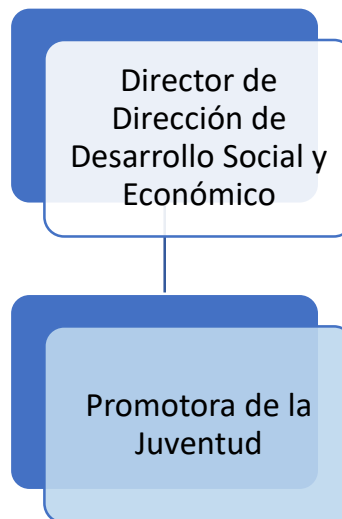 Director de
Dirección de
Desarrollo Social y
Económico
Promotora de la
Juventud